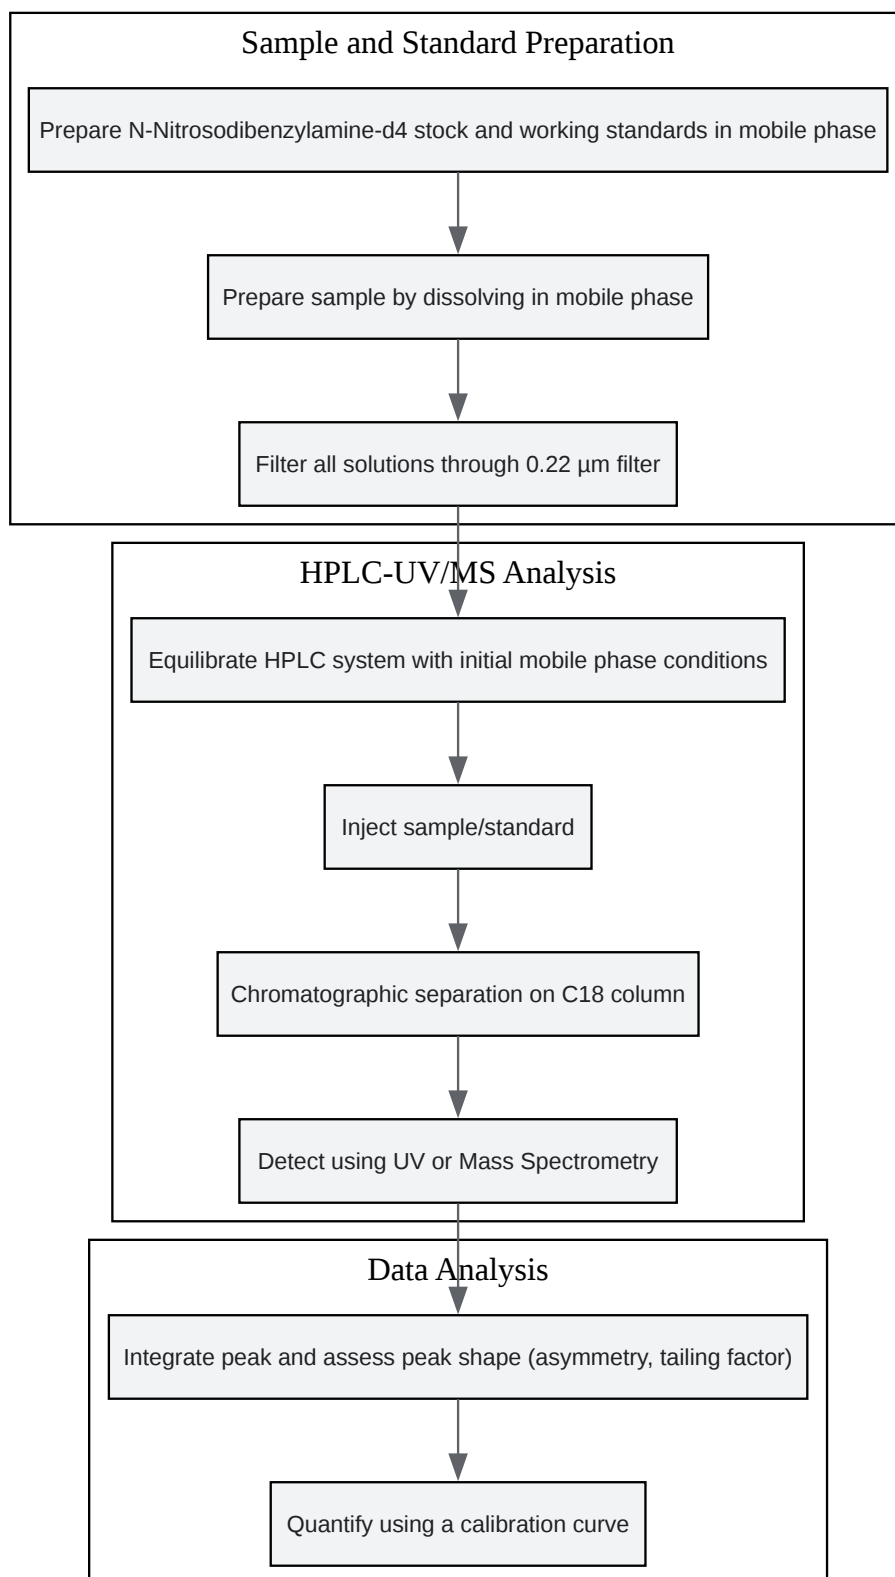 Sample and Standard Preparation
Prepare N-Nitrosodibenzylamine-d4 stock and working standards in mobile phase
Prepare sample by dissolving in mobile phase
Filter all solutions through 0.22 µm filter
HPLC-UV/MS Analysis
Equilibrate HPLC system with initial mobile phase conditions
Inject sample/standard
Chromatographic separation on C18 column
Detect using UV or Mass Spectrometry
Data Analysis
Integrate peak and assess peak shape (asymmetry, tailing factor)
Quantify using a calibration curve